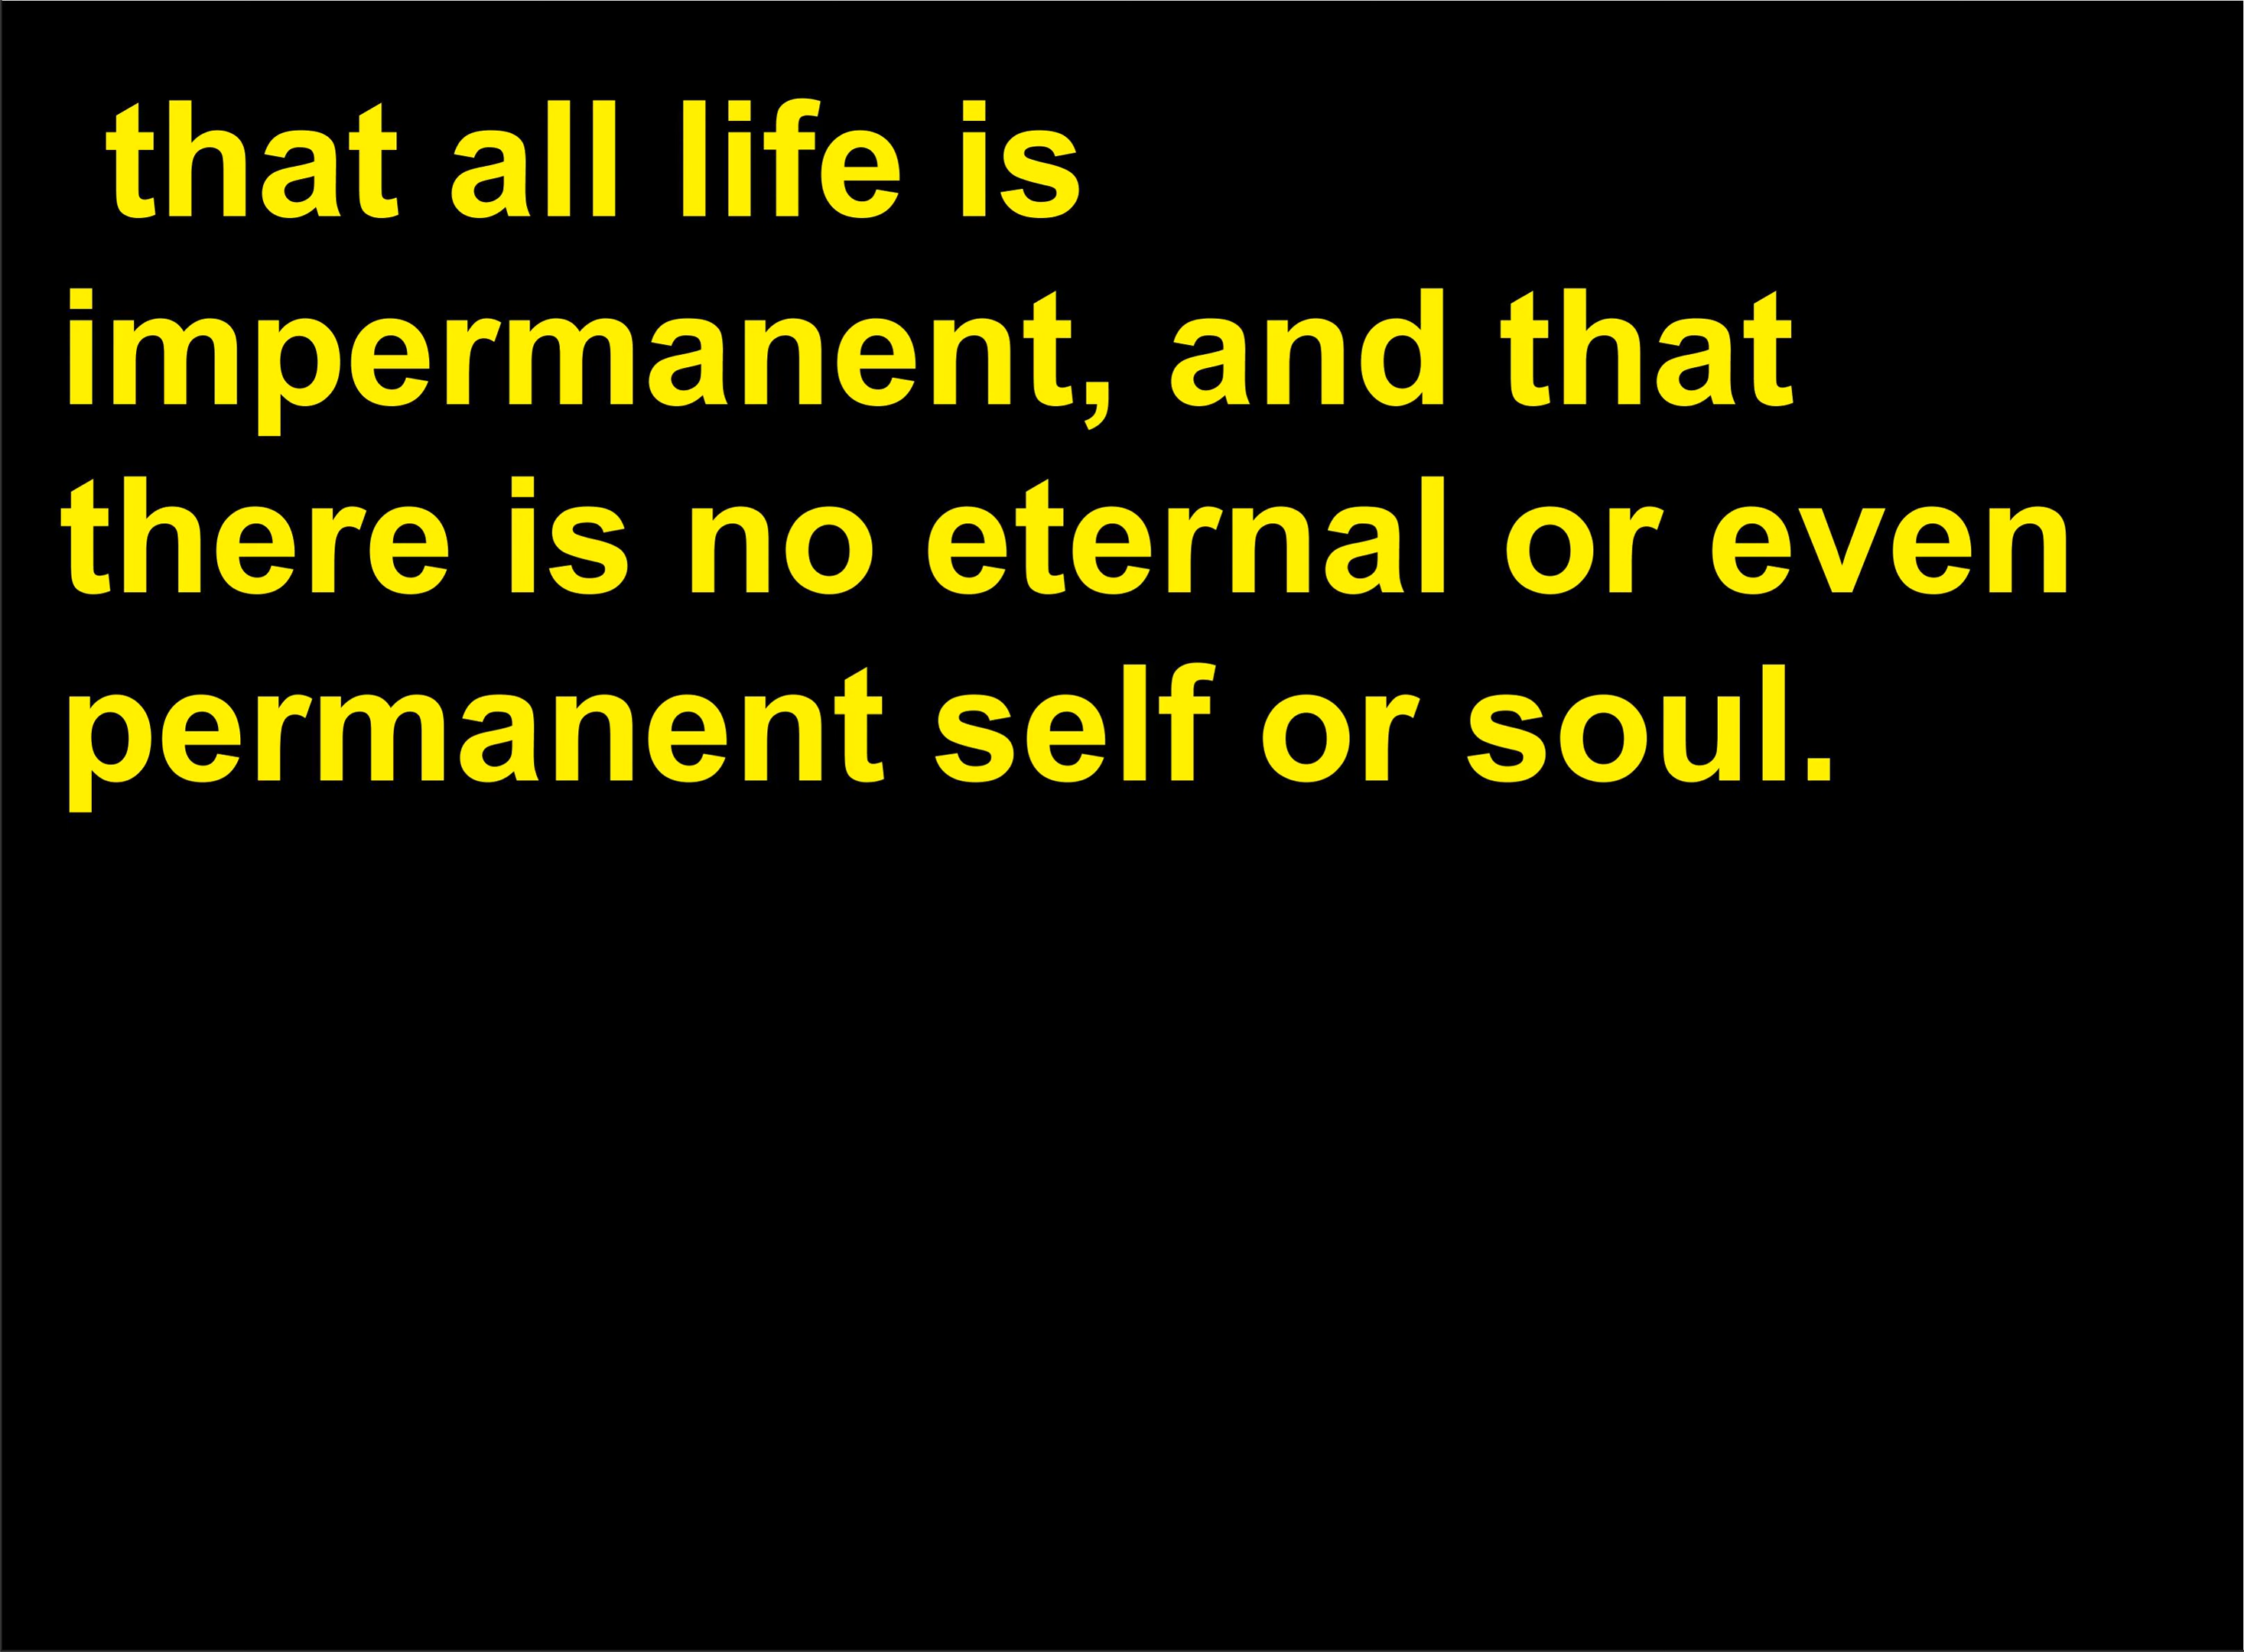 that all life is
impermanent, and that
there is no eternal or even
permanent self or soul.